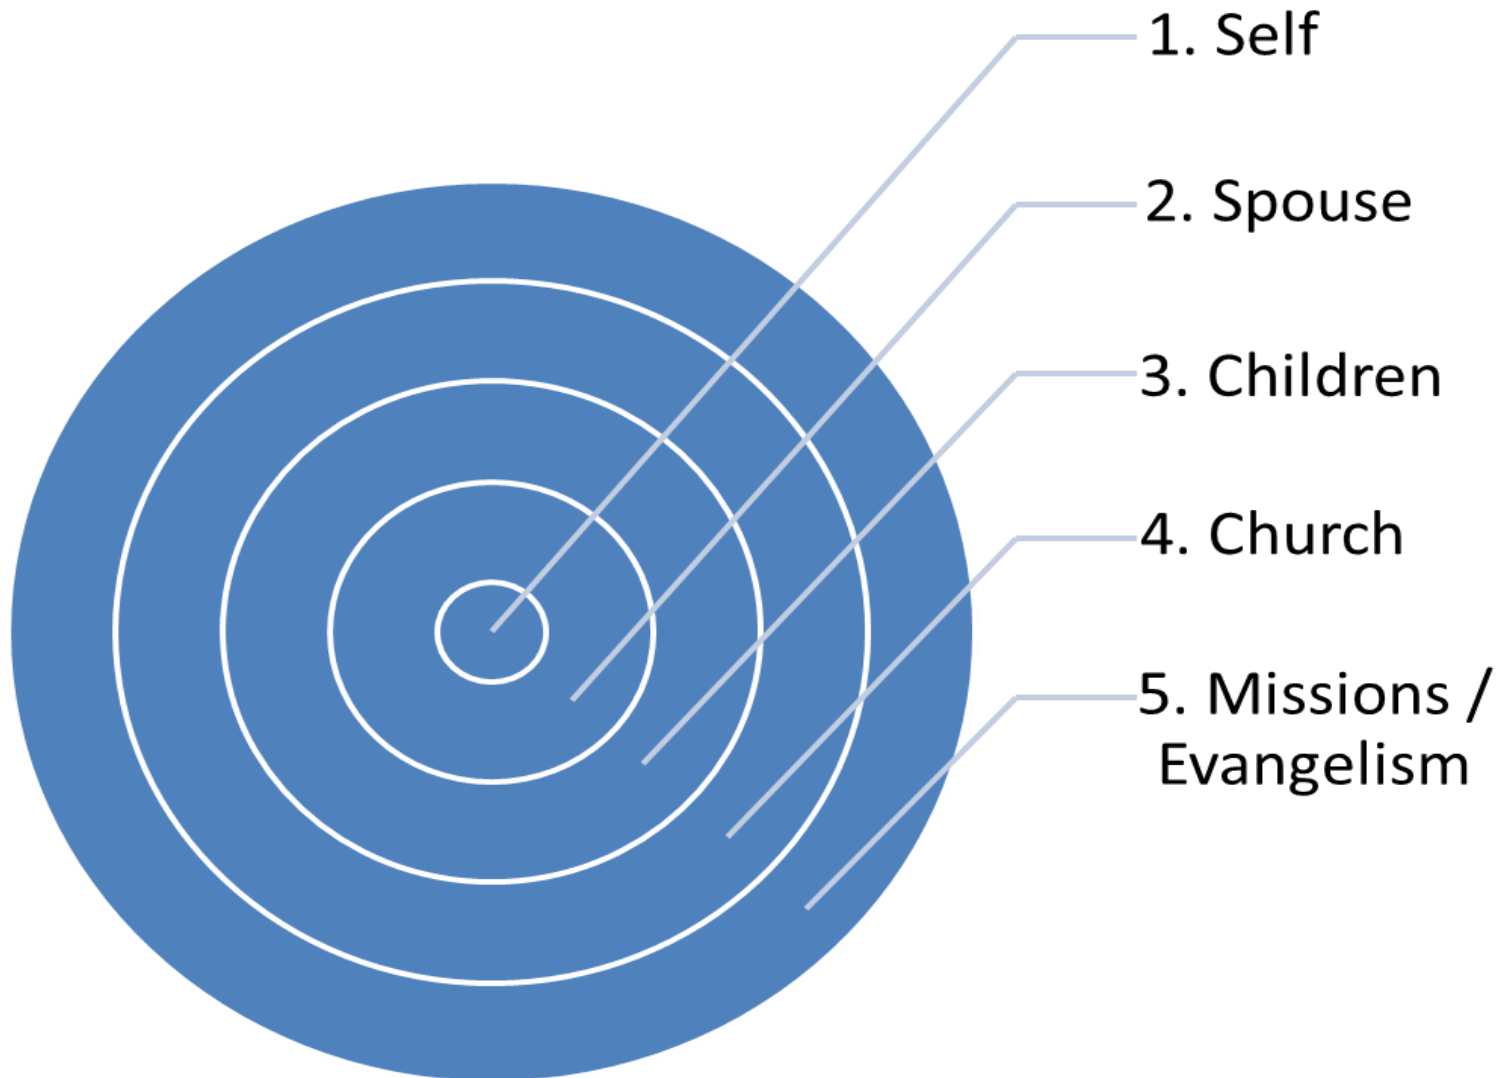 1. Self
2. Spouse
3. Children
4. Church
5. Missions /
Evangelism